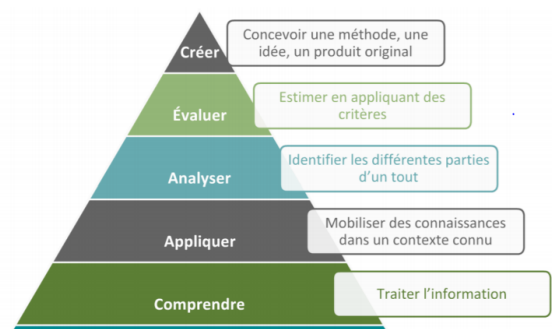 Créer
Concevoir une méthode, une
idée, un produit original
Évaluer
Estimer en appliquant des
critères
Analyser
Identifier les différentes parties
d'un tout
Appliquer
Mobiliser des connaissances
dans un contexte connu
Comprendre
Traiter l'information